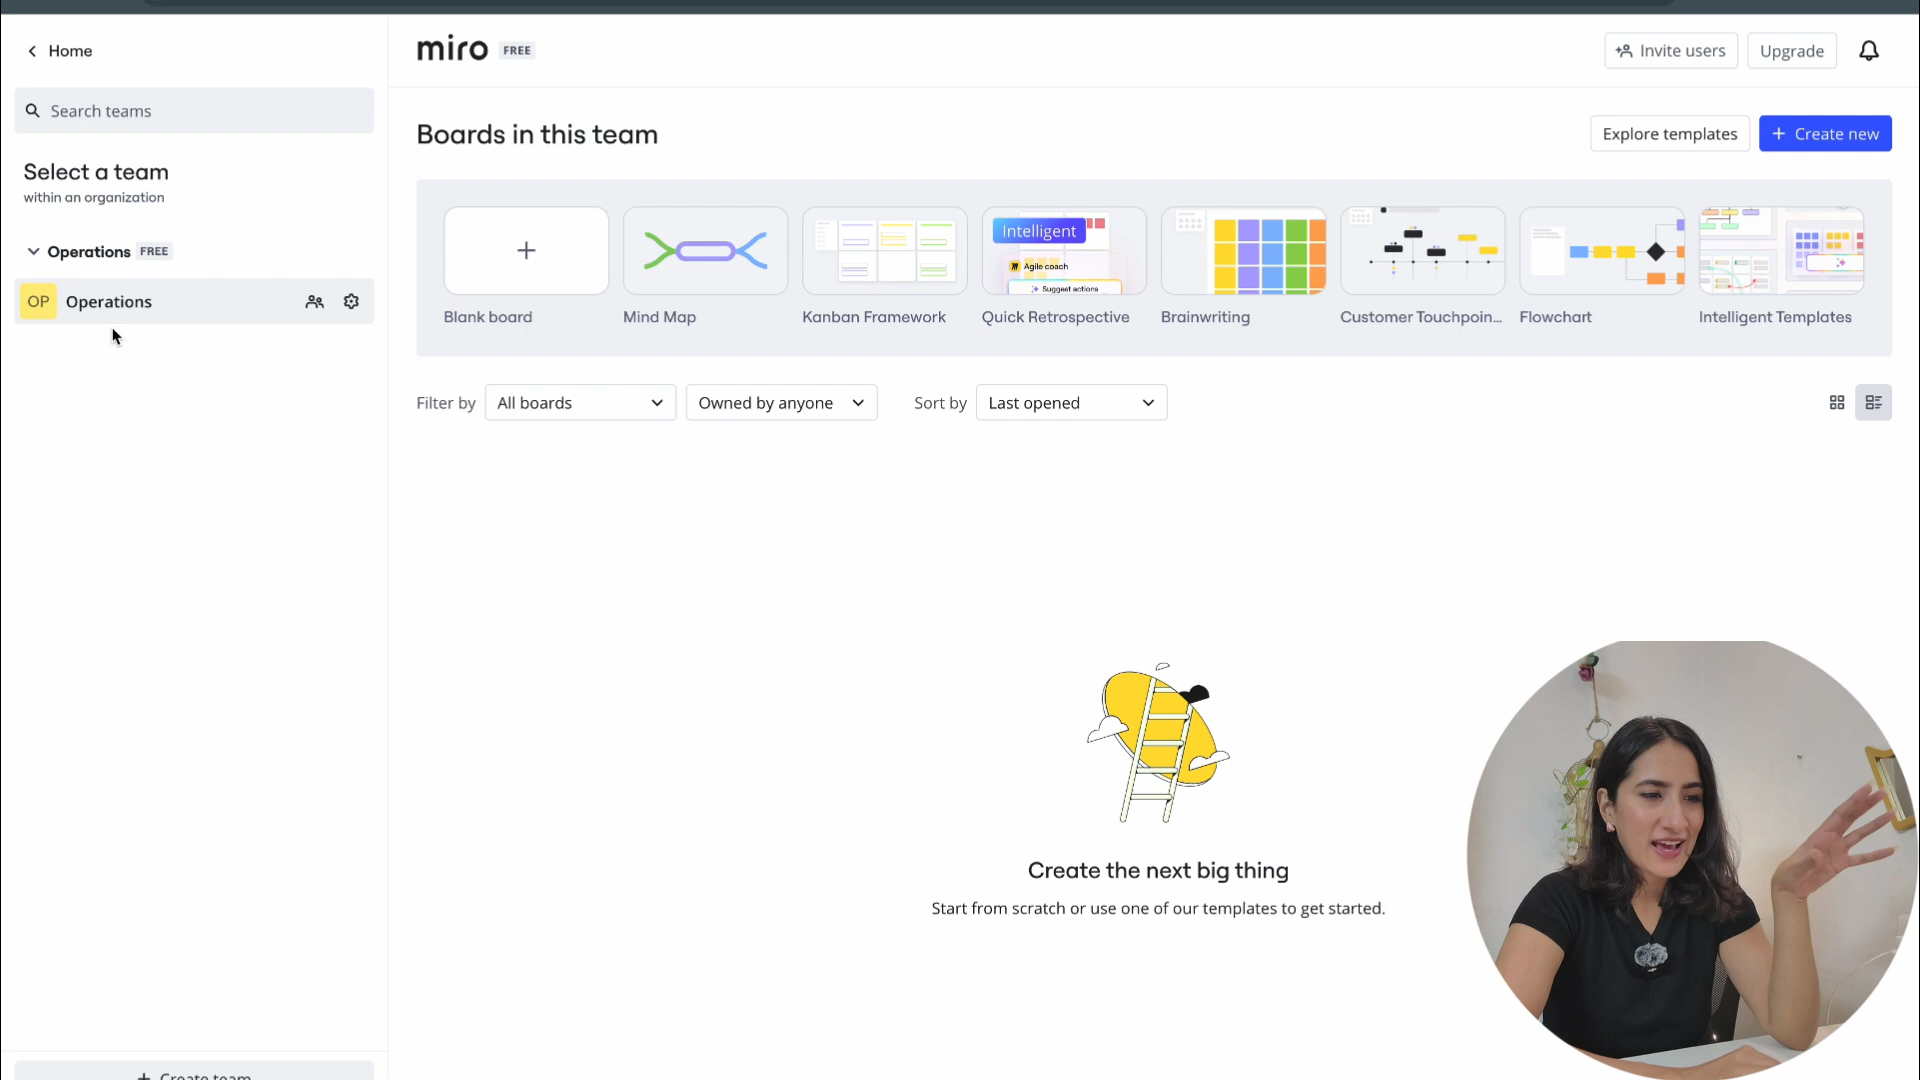 Home
Search teams
Select a team
within an organization
Operations FREE
OP Operations
Create team
miro FREE
Invite users
Upgrade
Boards in this team
Explore templates
+ Create new
Intelligent
Agile coach
Suggest actions
Blank board
Mind Map
Kanban Framework
Quick Retrospective
Brainwriting
Customer Touchpoin...
Flowchart
Intelligent Templates
Filter by
All boards
Owned by anyone
Sort by
Last opened
Create the next big thing
Start from scratch or use one of our templates to get started.